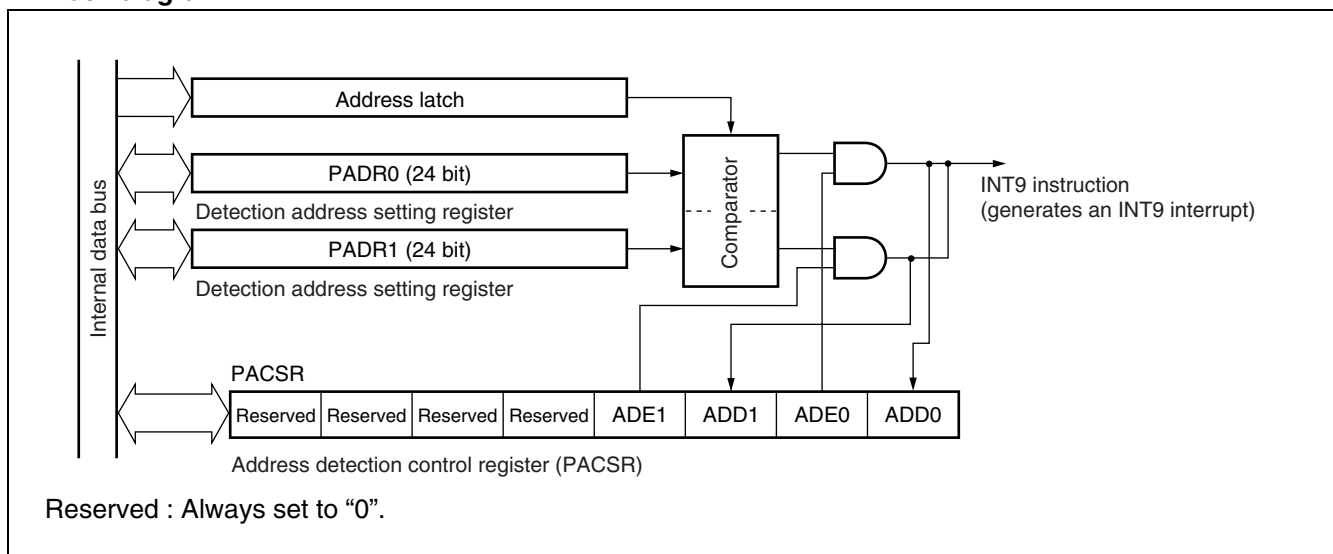 Internal data bus
Address latch
PADR0 (24 bit)
Detection address setting register
PADR1 (24 bit)
Detection address setting register
Comparator
INT9 instruction
(generates an INT9 interrupt)
PACSR
Reserved Reserved Reserved Reserved ADE1 ADD1 ADE0 ADD0
Address detection control register (PACSR)
Reserved : Always set to “0”.